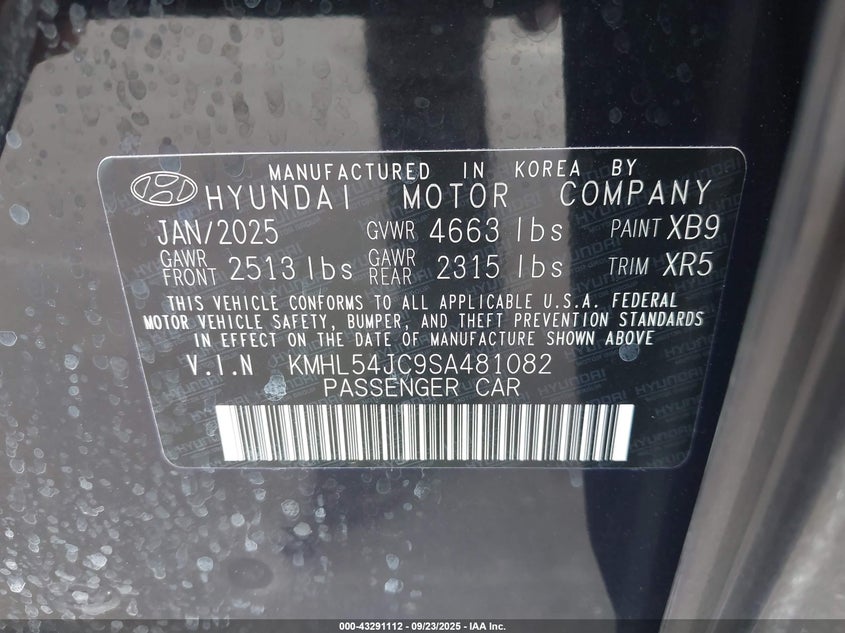 MANUFACTURED IN KOREA BY
HYUNDAI MOTOR COMPANY
JAN/2025 GVWR 4663 lbs PAINT XB9
GAWR FRONT 2513 lbs GAWR REAR 2315 lbs TRIM XR5
THIS VEHICLE CONFORMS TO ALL APPLICABLE U.S.A. FEDERAL
MOTOR VEHICLE SAFETY, BUMPER, AND THEFT PREVENTION STANDARDS
IN EFFECT ON THE DATE OF MANUFACTURE SHOWN ABOVE
V.I.N KMHL54JC9SA481082
PASSENGER CAR
000-43291112 - 09/23/2025 - IAA Inc.